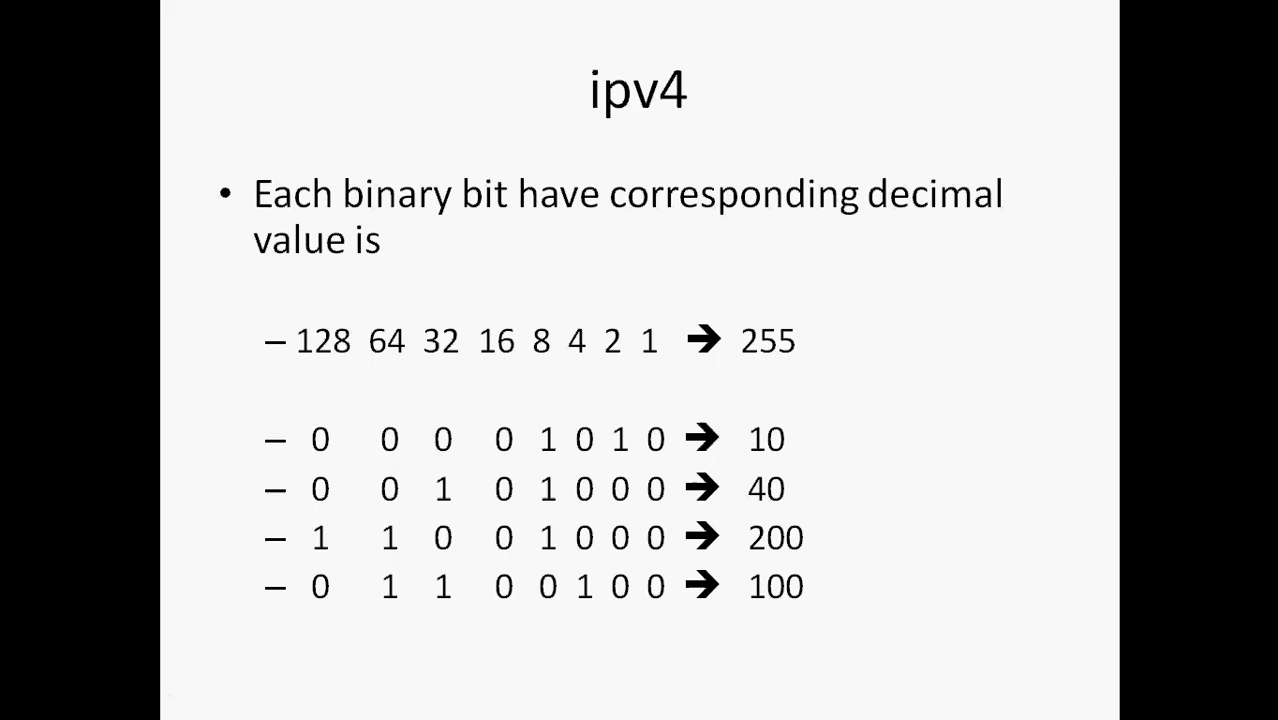 ipv4
• Each binary bit have corresponding decimal
value is
– 128 64 32 16 8 4 2 1 ➔ 255
– 0 0 0 0 1 0 1 0 ➔ 10
– 0 0 1 0 1 0 0 0 ➔ 40
– 1 1 0 0 1 0 0 0 ➔ 200
– 0 1 1 0 0 1 0 0 ➔ 100